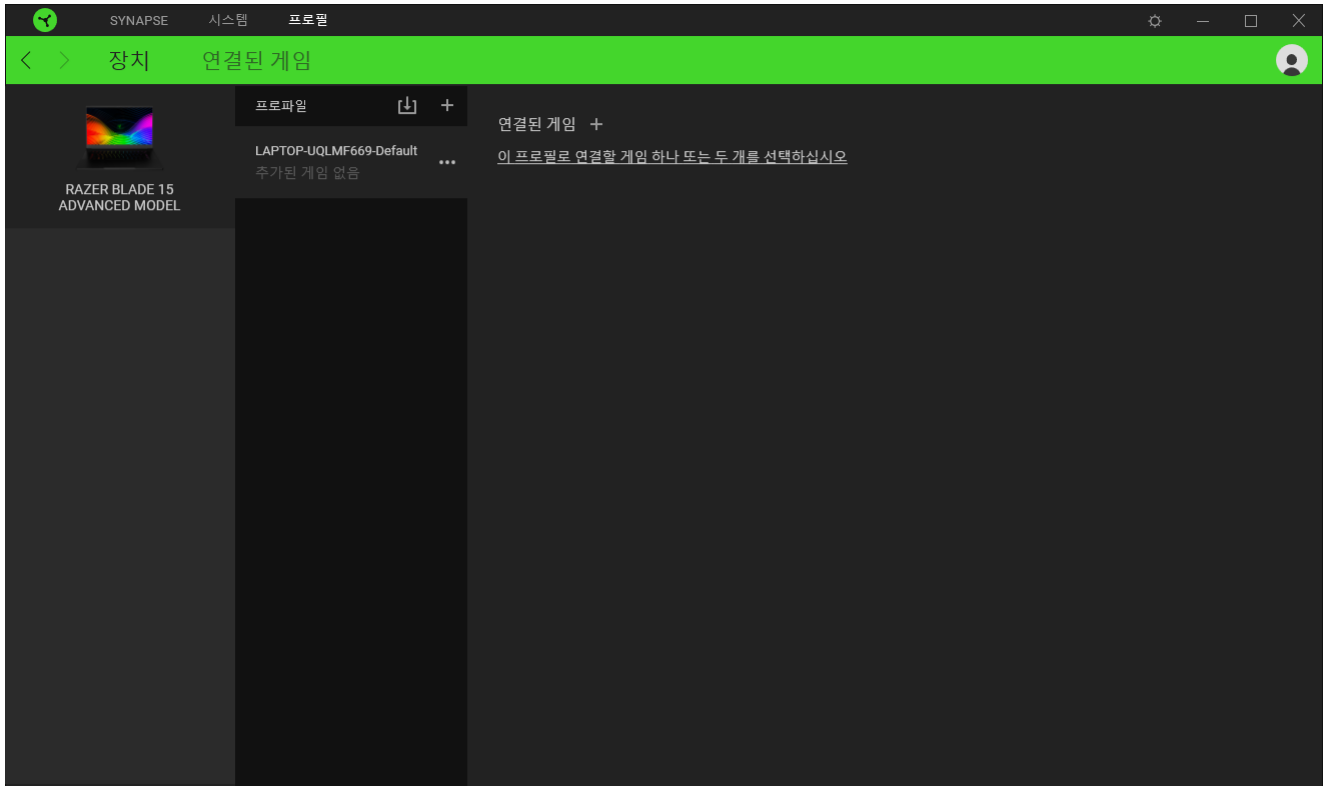 SYNAPSE 시스템 프로필
장치 연결된 게임
RAZER BLADE 15
ADVANCED MODEL
프로파일
LAPTOP-UQLMF669-Default
추가된 게임 없음
연결된 게임
이 프로필로 연결할 게임 하나 또는 두 개를 선택하십시오